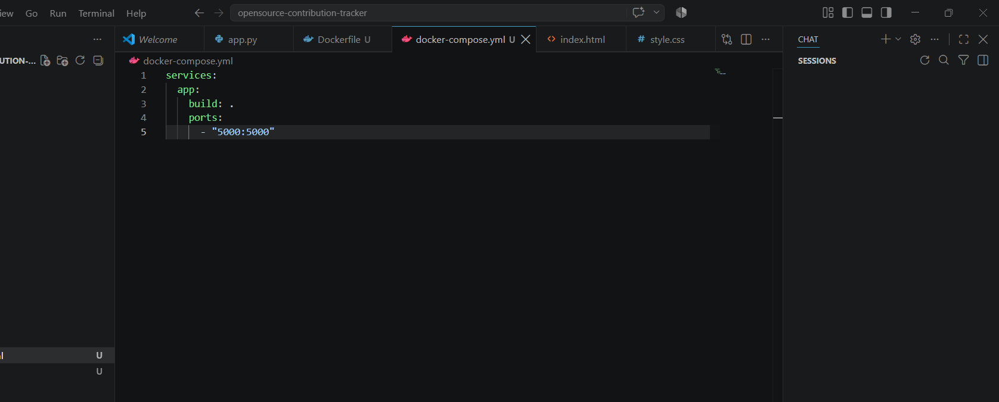 iew Go Run Terminal Help opensource-contribution-tracker
Welcome app.py Dockerfile U docker-compose.yml U index.html # style.css
CHAT
UTION-...
docker-compose.yml
SESSIONS
1 services:
2 app:
3 build: .
4 ports:
5 - "5000:5000"
l U
U